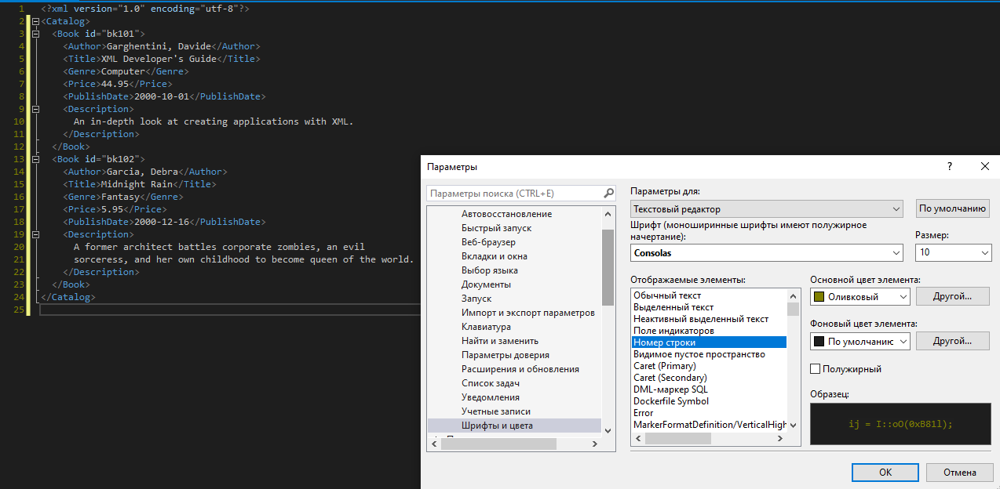 1 <?xml version="1.0" encoding="utf-8"?>
2 <Catalog>
3 <Book id="bk101">
4 <Author>Garghentini, Davide</Author>
5 <Title>XML Developer's Guide</Title>
6 <Genre>Computer</Genre>
7 <Price>44.95</Price>
8 <PublishDate>2000-10-01</PublishDate>
9 <Description>
10 An in-depth look at creating applications with XML.
11 </Description>
12 </Book>
13 <Book id="bk102">
14 <Author>Garcia, Debra</Author>
15 <Title>Midnight Rain</Title>
16 <Genre>Fantasy</Genre>
17 <Price>5.95</Price>
18 <PublishDate>2000-12-16</PublishDate>
19 <Description>
20 A former architect battles corporate zombies, an evil
21 sorceress, and her own childhood to become queen of the world.
22 </Description>
23 </Book>
24 </Catalog>
25
Параметры
?
Параметры поиска (CTRL+E)
Автовосстановление
Быстрый запуск
Веб-браузер
Вкладки и окна
Выбор языка
Документы
Запуск
Импорт и экспорт параметров
Клавиатура
Найти и заменить
Параметры доверия
Расширения и обновления
Список задач
Уведомления
Учетные записи
Шрифты и цвета
Параметры для:
Текстовый редактор
По умолчанию
Шрифт (моноширинные шрифты имеют полужирное
начертание):
Размер:
Consolas
10
Отображаемые элементы:
Обычный текст
Выделенный текст
Неактивный выделенный текст
Поле индикаторов
Номер строки
Видимое пустое пространство
Caret (Primary)
Caret (Secondary)
DML-маркер SQL
Dockerfile Symbol
Error
MarkerFormatDefinition/VerticalHigh
Основной цвет элемента:
Оливковый
Другой...
Фоновый цвет элемента:
По умолчанию
Другой...
Полужирный
Образец:
ij = I::oO(0xB81l);
OK
Отмена